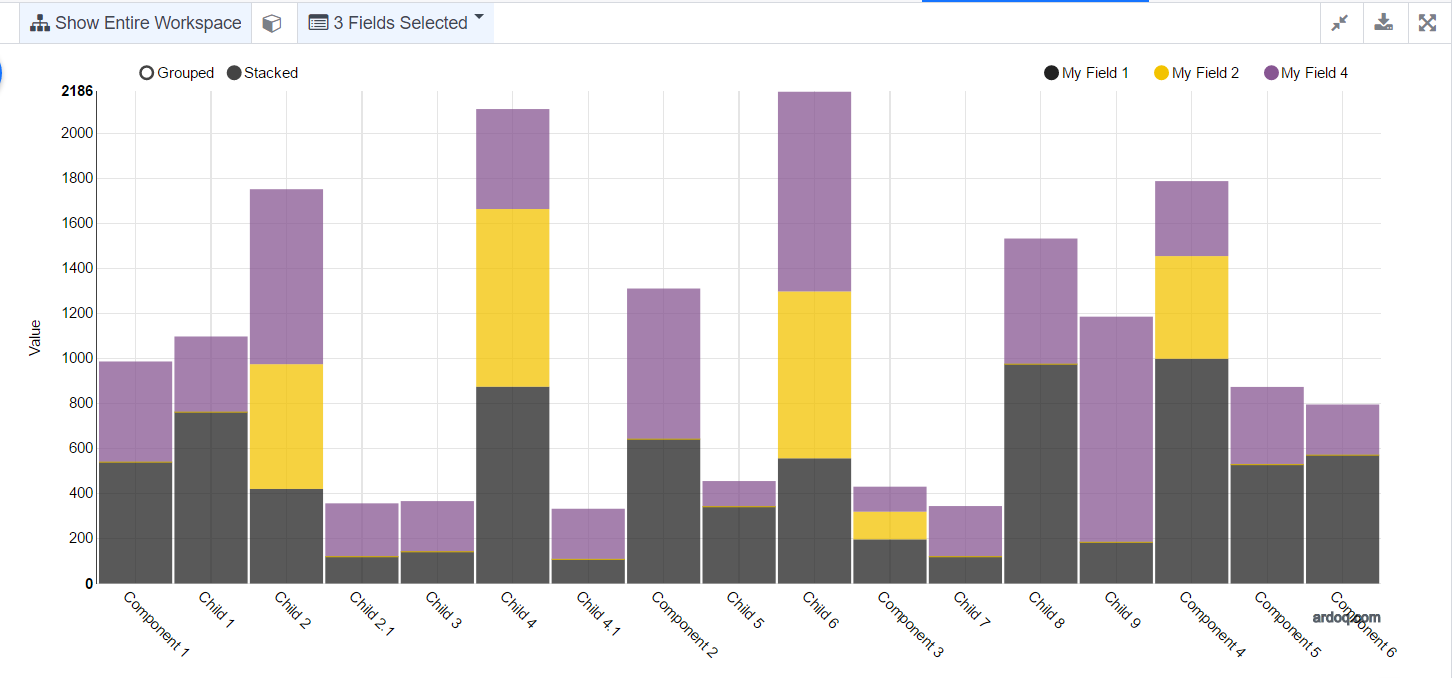 Show Entire Workspace 3 Fields Selected
Grouped Stacked My Field 1 My Field 2 My Field 4
2186
2000
1800
1600
1400
1200
1000
800
600
400
200
0
Value
Component 1
Child 1
Child 2
Child 2.1
Child 3
Child 4
Child 4.1
Component 2
Child 5
Child 6
Component 3
Child 7
Child 8
Child 9
Component 4
Component 5
Component 6
ardoq.com